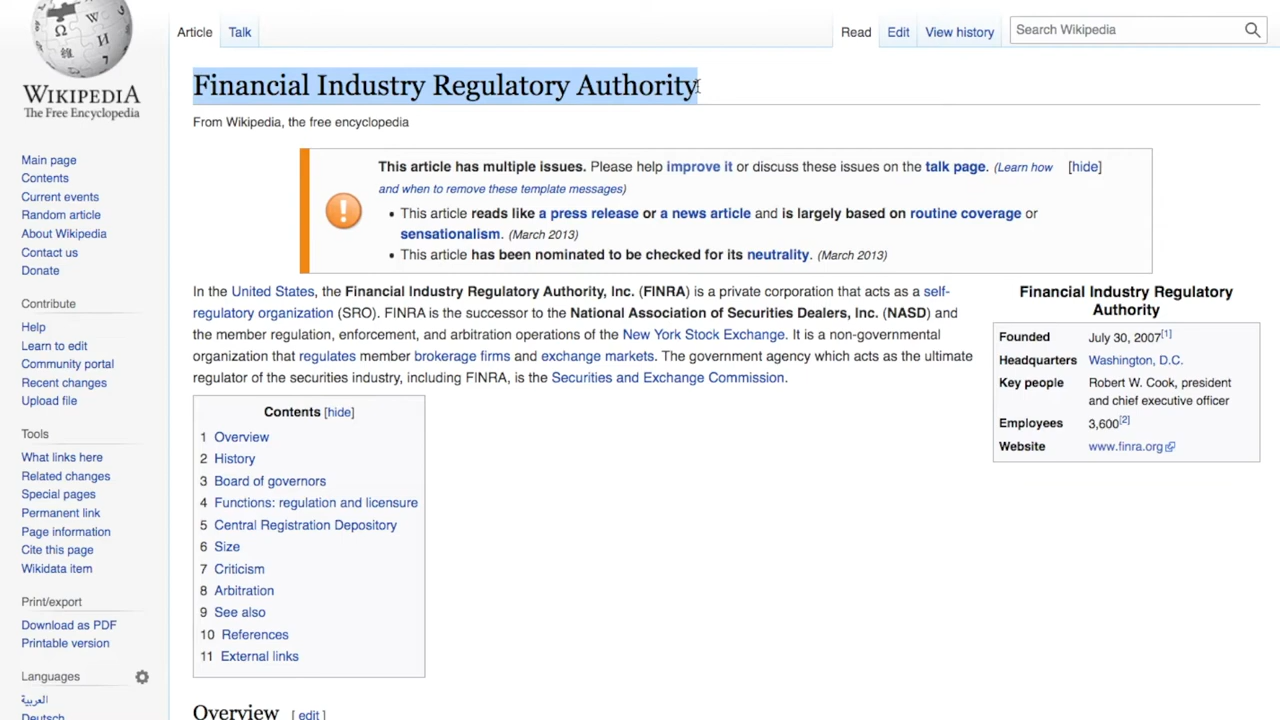 Article
Talk
Read
Edit
View history
Search Wikipedia
WIKIPEDIA
The Free Encyclopedia
Main page
Contents
Current events
Random article
About Wikipedia
Contact us
Donate
Contribute
Help
Learn to edit
Community portal
Recent changes
Upload file
Tools
What links here
Related changes
Special pages
Permanent link
Page information
Cite this page
Wikidata item
Print/export
Download as PDF
Printable version
Languages
العربية
Deutsch
Financial Industry Regulatory Authority
From Wikipedia, the free encyclopedia
This article has multiple issues. Please help improve it or discuss these issues on the talk page. (Learn how [hide]
and when to remove these template messages)
• This article reads like a press release or a news article and is largely based on routine coverage or
sensationalism. (March 2013)
• This article has been nominated to be checked for its neutrality. (March 2013)
In the United States, the Financial Industry Regulatory Authority, Inc. (FINRA) is a private corporation that acts as a self-
regulatory organization (SRO). FINRA is the successor to the National Association of Securities Dealers, Inc. (NASD) and
the member regulation, enforcement, and arbitration operations of the New York Stock Exchange. It is a non-governmental
organization that regulates member brokerage firms and exchange markets. The government agency which acts as the ultimate
regulator of the securities industry, including FINRA, is the Securities and Exchange Commission.
Financial Industry Regulatory
Authority
Founded July 30, 2007[1]
Headquarters Washington, D.C.
Key people Robert W. Cook, president
and chief executive officer
Employees 3,600[2]
Website www.finra.org
Contents [hide]
1 Overview
2 History
3 Board of governors
4 Functions: regulation and licensure
5 Central Registration Depository
6 Size
7 Criticism
8 Arbitration
9 See also
10 References
11 External links
Overview [ edit ]